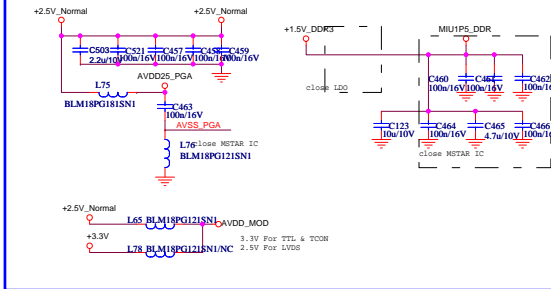 +2.5V_Normal
+2.5V_Normal
C503
2.2u/10V
C521
100n/16V
C457
100n/16V
C458
100n/16V
C459
100n/16V
L75
BLM18PG181SN1
AVDD25_PGA
C463
100n/16V
AVSS_PGA
L76
close MSTAR IC
BLM18PG121SN1
+2.5V_Normal
L65 BLM18PG121SN1
AVDD_MOD
+3.3V
L78 BLM18PG121SN1/NC
3.3V For TTL & TCON
2.5V For LVDS
+1.5V_DDR3
close LDO
MIU1P5_DDR
C460
100n/16V
100n/16V
C462
100n/16
C123
10u/10V
C464
100n/16V
C465
4.7u/10V
C466
100n/16
close MSTAR IC